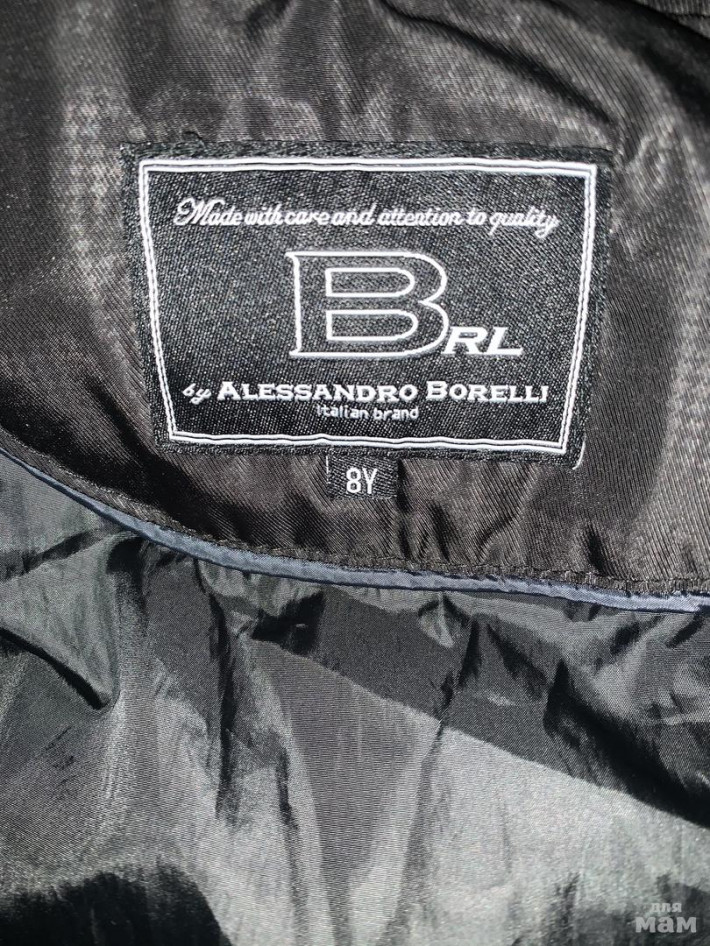 Made with care and attention to quality
BRL
by ALESSANDRO BORELLI
italian brand
8Y
для
мам